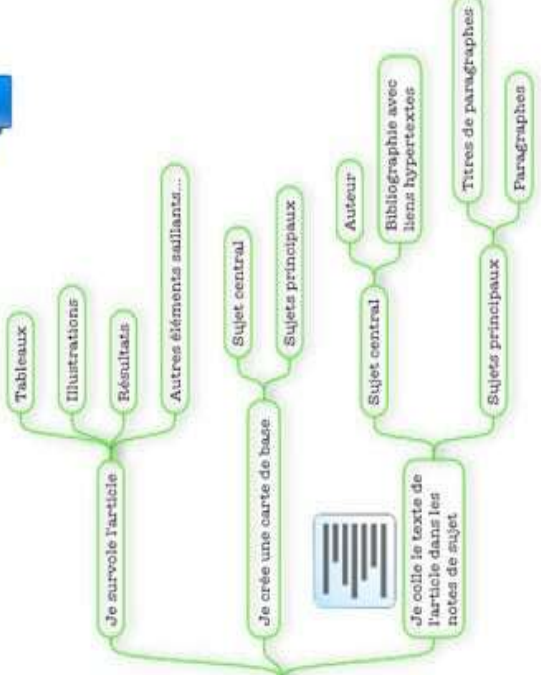 Je survole l'article
Tableaux
Illustrations
Résultats
Autres éléments saillants...
Je crée une carte de base
Sujet central
Sujets principaux
Je colle le texte de
l'article dans les
notes de sujet
Sujet central
Auteur
Bibliographie avec
liens hypertextes
Sujets principaux
Titres de paragraphes
Paragraphes